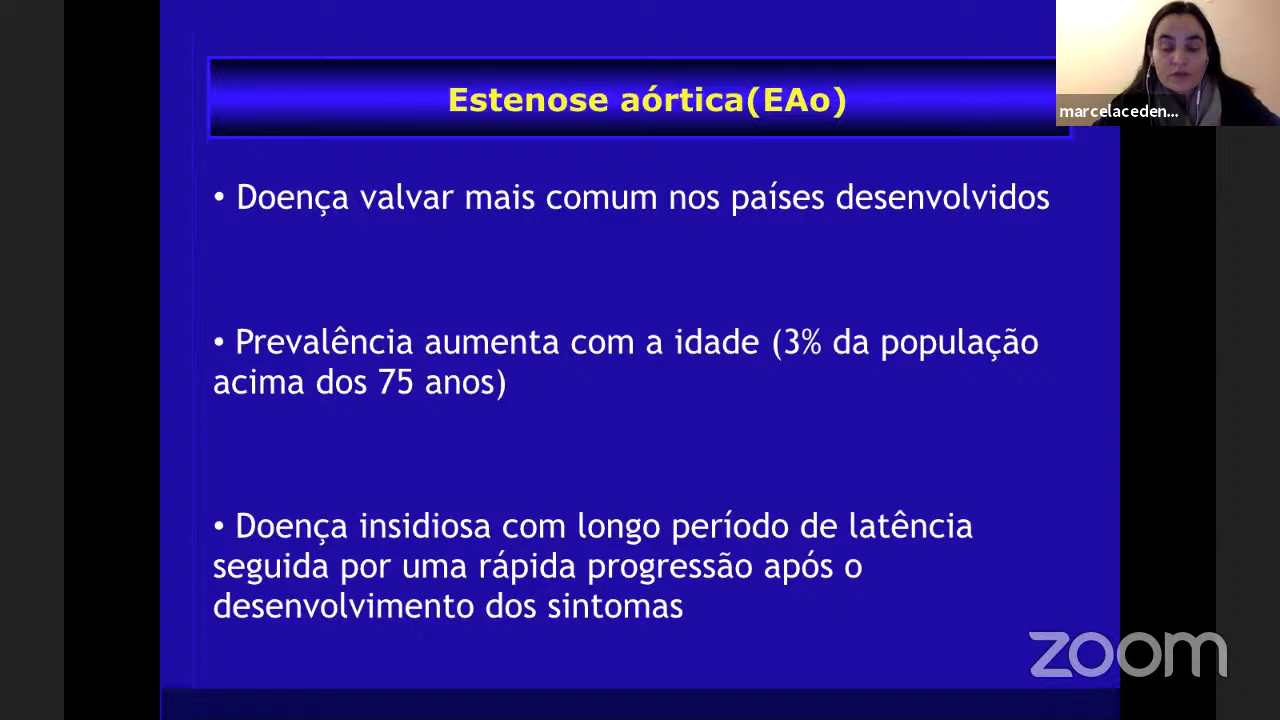 Estenose aórtica(EAo)
marcelaceden...
• Doença valvar mais comum nos países desenvolvidos
• Prevalência aumenta com a idade (3% da população
acima dos 75 anos)
• Doença insidiosa com longo período de latência
seguida por uma rápida progressão após o
desenvolvimento dos sintomas
zoom